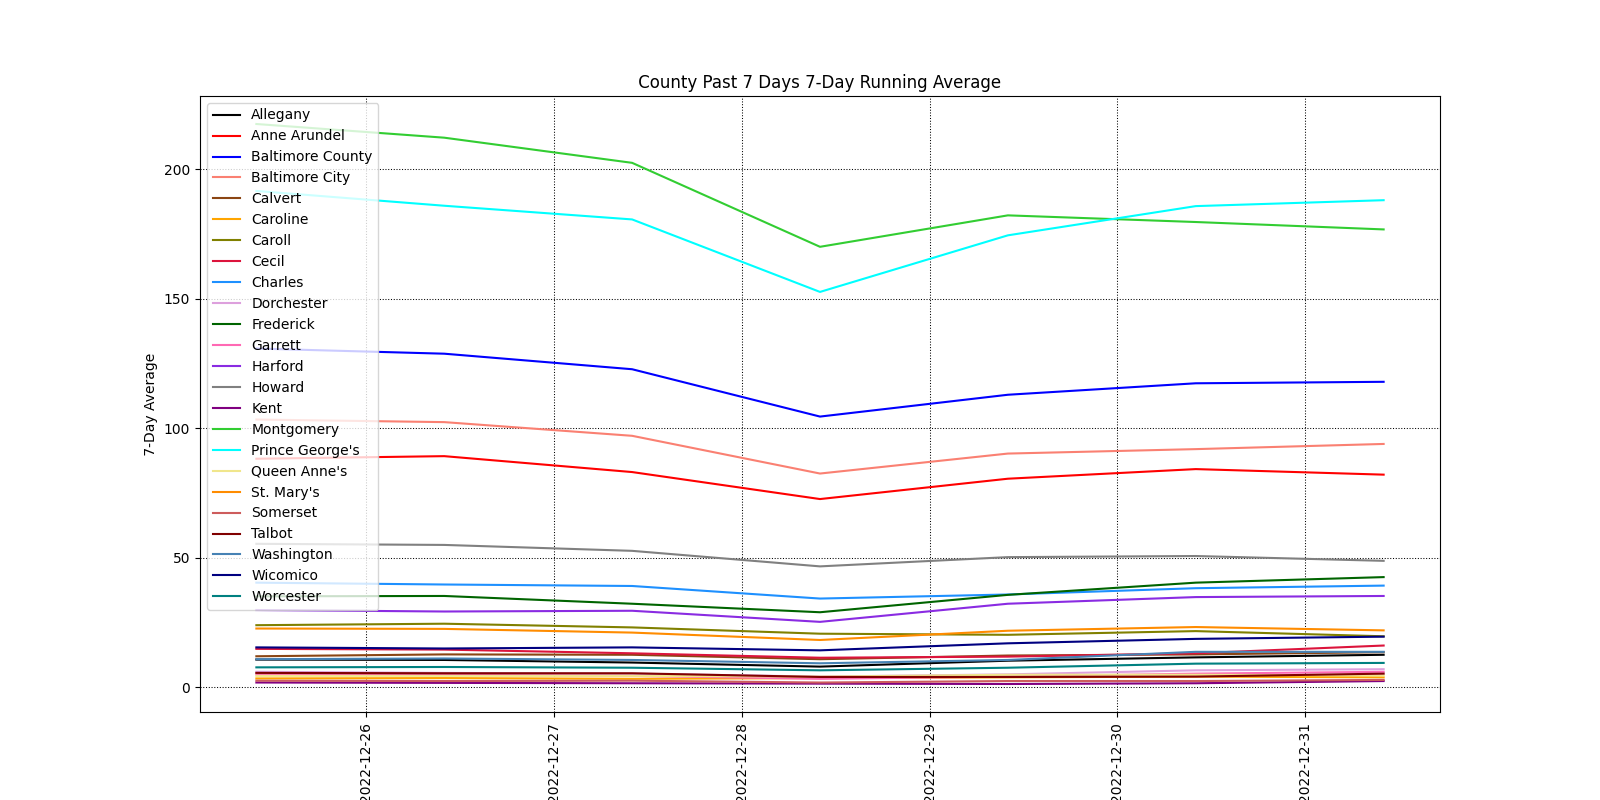 County Past 7 Days 7-Day Running Average
Allegany
Anne Arundel
Baltimore County
Baltimore City
Calvert
Caroline
Caroll
Cecil
Charles
Dorchester
Frederick
Garrett
Harford
Howard
Kent
Montgomery
Prince George's
Queen Anne's
St. Mary's
Somerset
Talbot
Washington
Wicomico
Worcester
7-Day Average
200
150
100
50
0
2022-12-26
2022-12-27
2022-12-28
2022-12-29
2022-12-30
2022-12-31